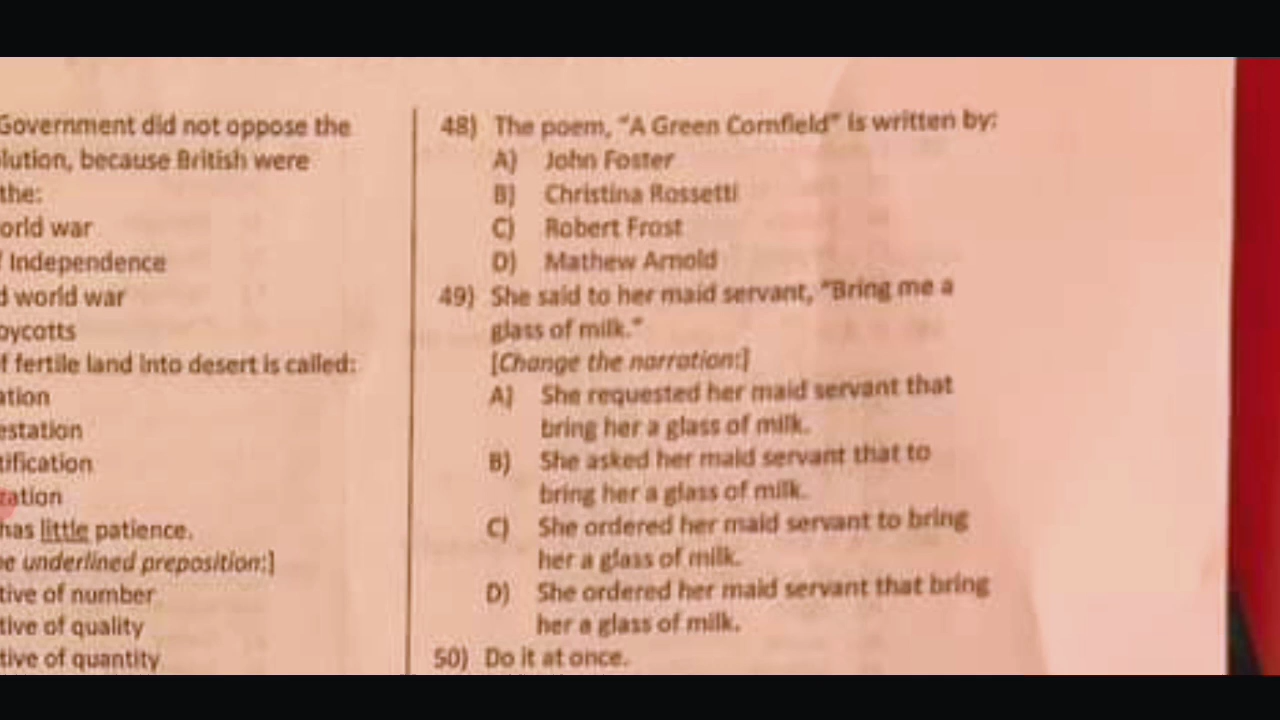 Government did not oppose the
lution, because British were
the:
orld war
Independence
d world war
oycotts
f fertile land into desert is called:
ation
estation
tification
zation
has little patience.
e underlined preposition:]
tive of number
tive of quality
tive of quantity
48) The poem, "A Green Cornfield" is written by:
A) John Foster
B) Christina Rossetti
C) Robert Frost
D) Mathew Arnold
49) She said to her maid servant, "Bring me a
glass of milk."
[Change the narration:]
A) She requested her maid servant that
bring her a glass of milk.
B) She asked her maid servant that to
bring her a glass of milk.
C) She ordered her maid servant to bring
her a glass of milk.
D) She ordered her maid servant that bring
her a glass of milk.
50) Do it at once.